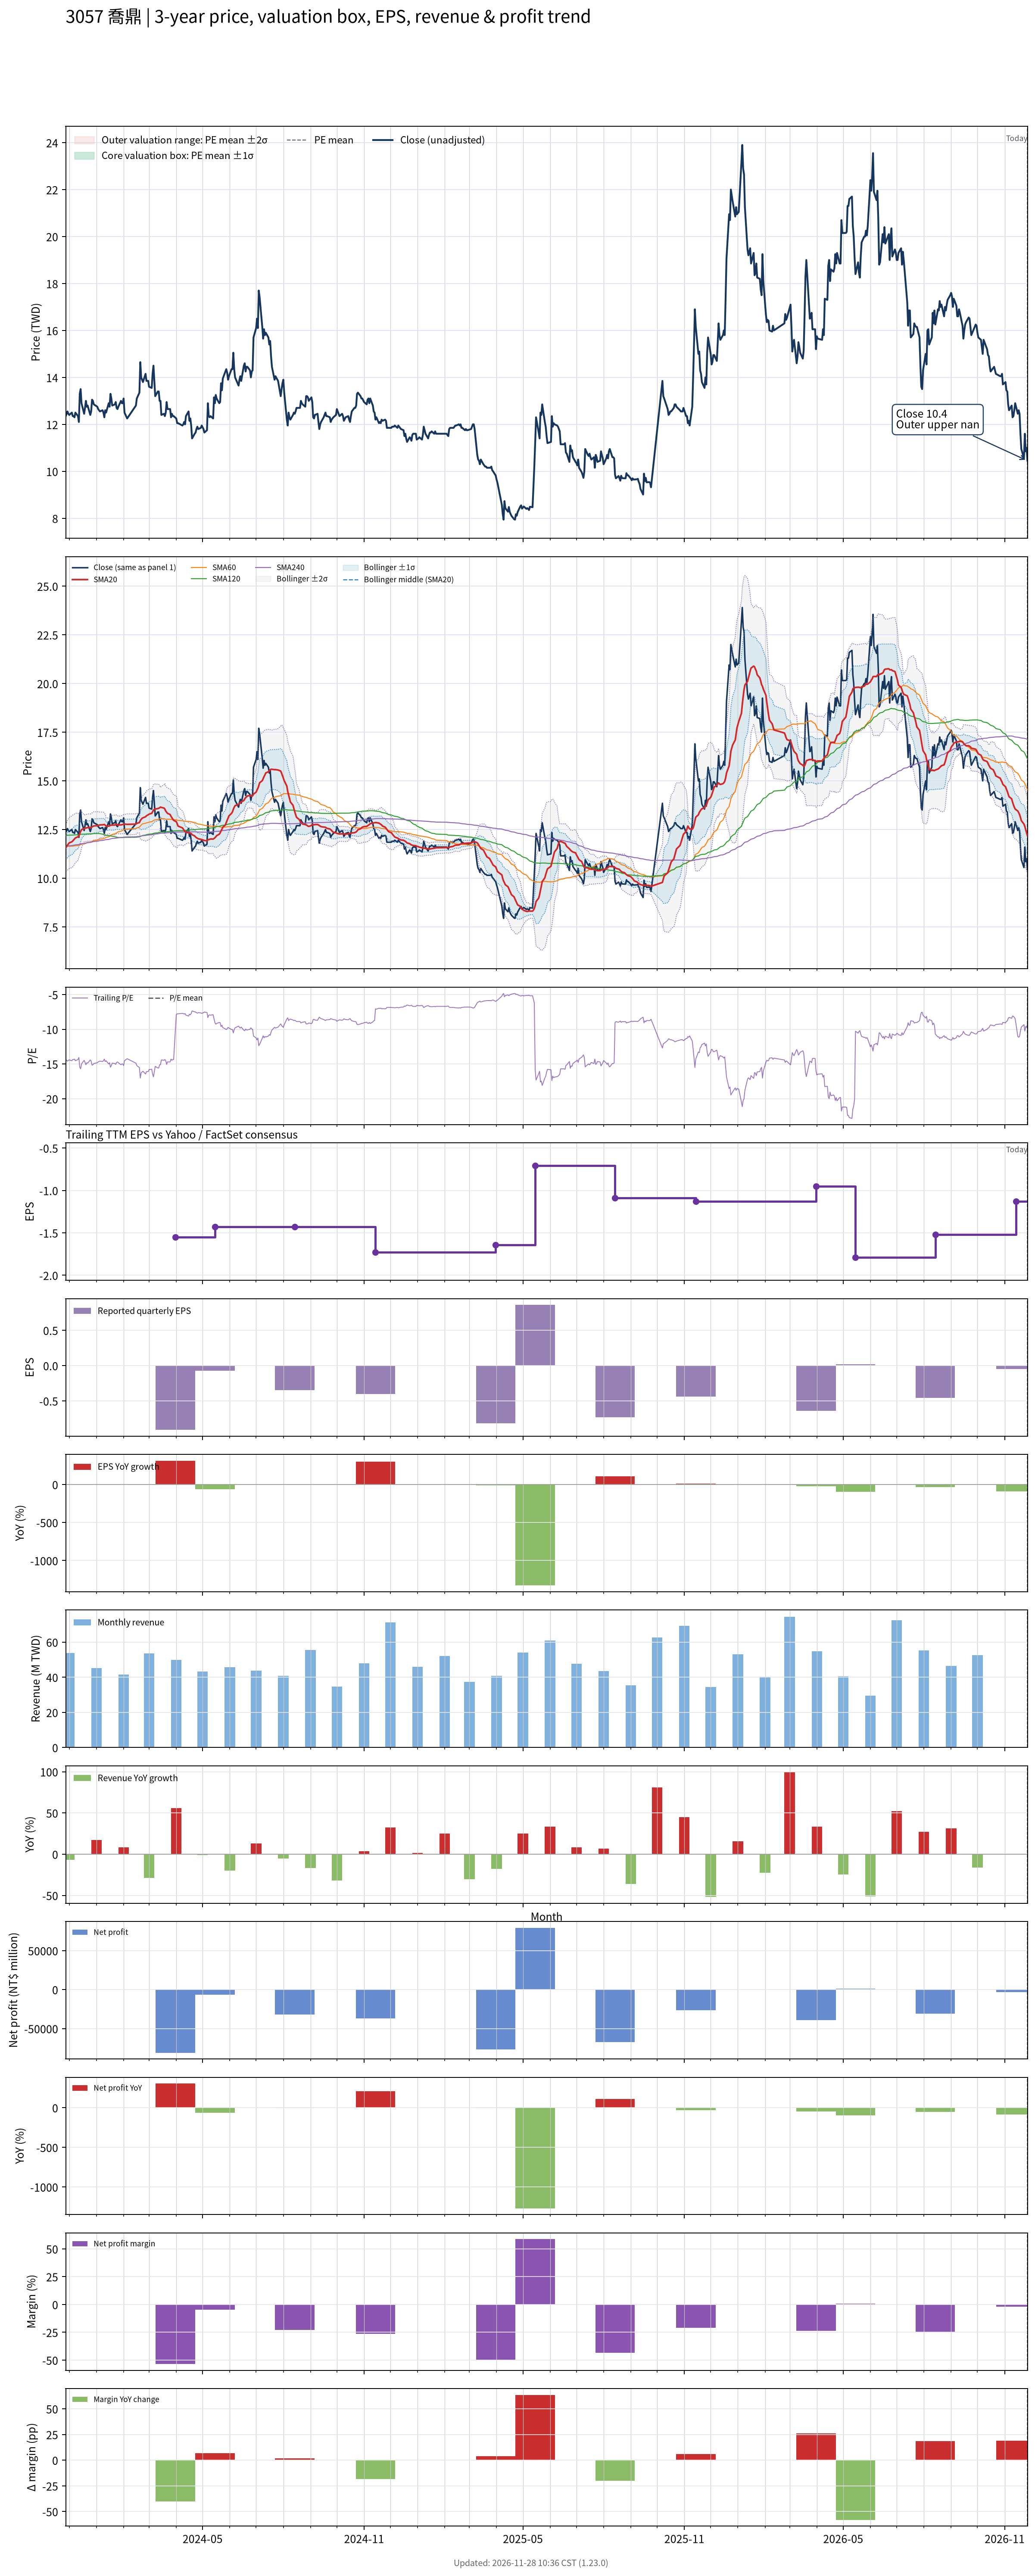 3057 喬鼎 | 3-year price, valuation box, EPS, revenue & profit trend
Outer valuation range: PE mean ±2σ
PE mean
Close (unadjusted)
Core valuation box: PE mean ±1σ
Today
24
22
20
18
16
14
12
10
8
Price (TWD)
Close 10.4
Outer upper nan
Close (same as panel 1)
SMA20
SMA60
SMA120
SMA240
Bollinger ±2σ
Bollinger ±1σ
Bollinger middle (SMA20)
25.0
22.5
20.0
17.5
15.0
12.5
10.0
7.5
Price
Trailing P/E
P/E mean
-5
-10
-15
-20
P/E
Trailing TTM EPS vs Yahoo / FactSet consensus
Today
-0.5
-1.0
-1.5
-2.0
EPS
Reported quarterly EPS
0.5
0.0
-0.5
EPS
EPS YoY growth
0
-500
-1000
YoY (%)
Monthly revenue
60
40
20
0
Revenue (M TWD)
Revenue YoY growth
100
50
0
-50
YoY (%)
Month
Net profit
50000
0
-50000
Net profit (NT$ million)
Net profit YoY
0
-500
-1000
YoY (%)
Net profit margin
50
25
0
-25
-50
Margin (%)
Margin YoY change
50
25
0
-25
-50
Δ margin (pp)
2024-05
2024-11
2025-05
2025-11
2026-05
2026-11
Updated: 2026-11-28 10:36 CST (1.23.0)